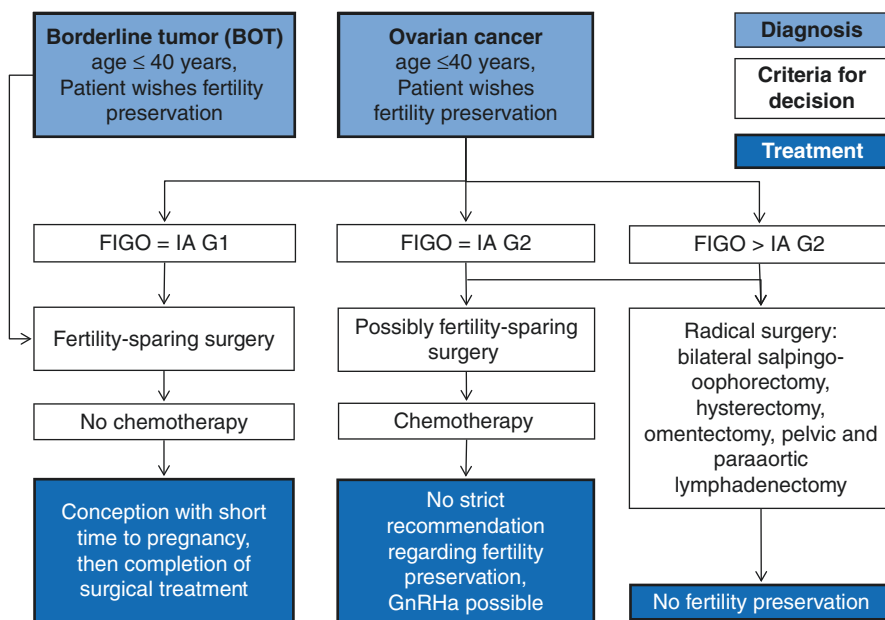 Borderline tumor (BOT)
age ≤ 40 years,
Patient wishes fertility
preservation
Ovarian cancer
age ≤40 years,
Patient wishes
fertility preservation
Diagnosis
Criteria for
decision
Treatment
FIGO = IA G1
FIGO = IA G2
FIGO > IA G2
Fertility-sparing surgery
Possibly fertility-sparing
surgery
Radical surgery:
bilateral salpingo-
oophorectomy,
hysterectomy,
omentectomy, pelvic and
paraaortic
lymphadenectomy
No chemotherapy
Chemotherapy
Conception with short
time to pregnancy,
then completion of
surgical treatment
No strict
recommendation
regarding fertility
preservation,
GnRHa possible
No fertility preservation